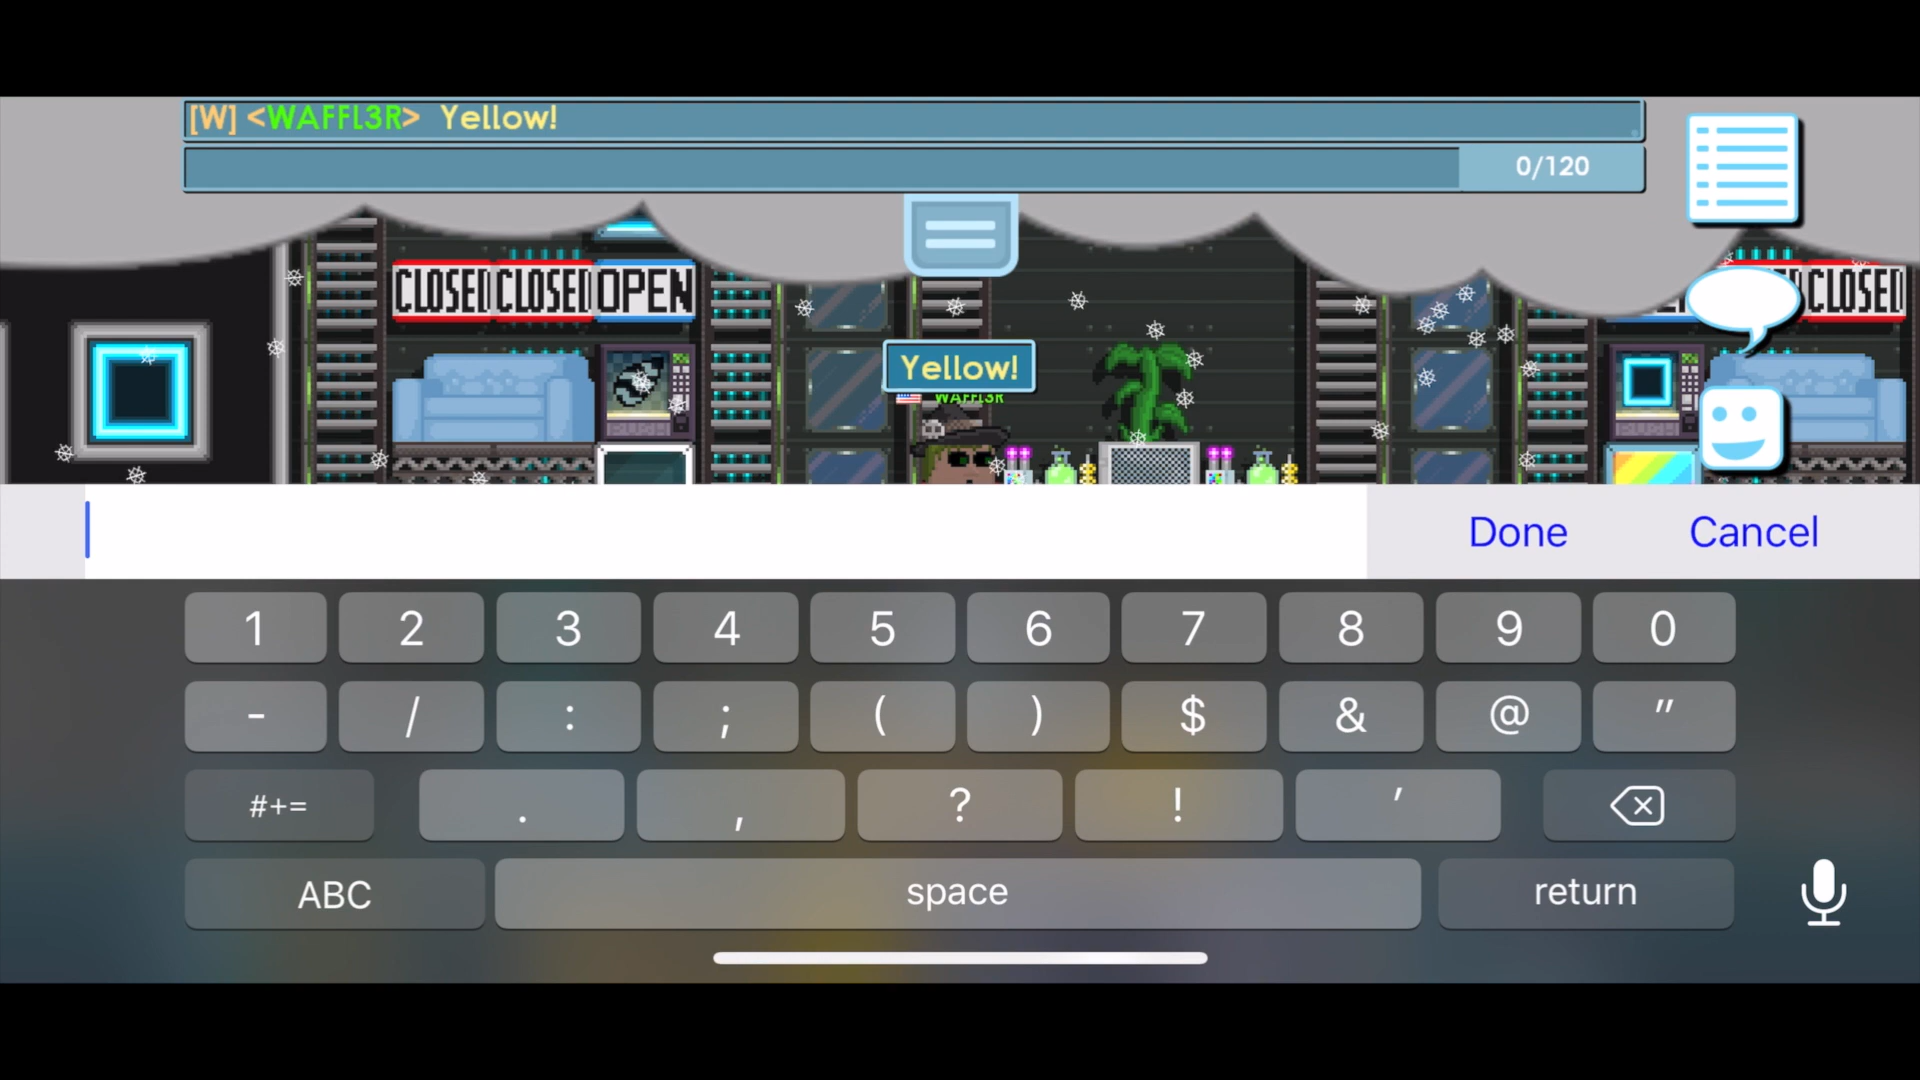 [W] <WAFFL3R> Yellow!
0/120
CLOSED CLOSED OPEN
CLOSED
Yellow!
WAFFL3R
Done Cancel
1 2 3 4 5 6 7 8 9 0
- / : ; ( ) $ & @ "
#+= . , ? ! '
ABC space return